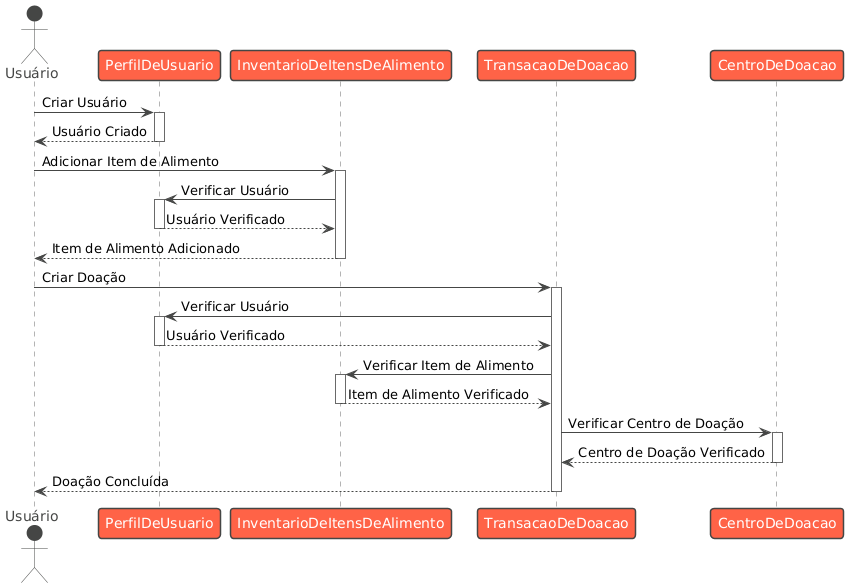 Usuário
PerfilDeUsuario
InventarioDeItensDeAlimento
TransacaoDeDoacao
CentroDeDoacao
Criar Usuário
Usuário Criado
Adicionar Item de Alimento
Verificar Usuário
Usuário Verificado
Item de Alimento Adicionado
Criar Doação
Verificar Usuário
Usuário Verificado
Verificar Item de Alimento
Item de Alimento Verificado
Verificar Centro de Doação
Centro de Doação Verificado
Doação Concluída
Usuário
PerfilDeUsuario
InventarioDeItensDeAlimento
TransacaoDeDoacao
CentroDeDoacao